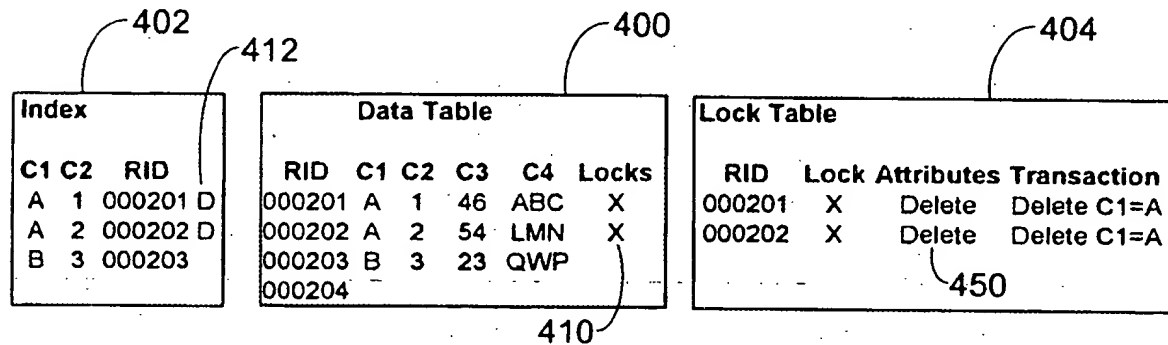 402
412
400
404
Index
C1 C2 RID
A 1 000201 D
A 2 000202 D
B 3 000203
Data Table
RID C1 C2 C3 C4 Locks
000201 A 1 46 ABC X
000202 A 2 54 LMN X
000203 B 3 23 QWP
000204
410
Lock Table
RID Lock Attributes Transaction
000201 X Delete Delete C1=A
000202 X Delete Delete C1=A
450